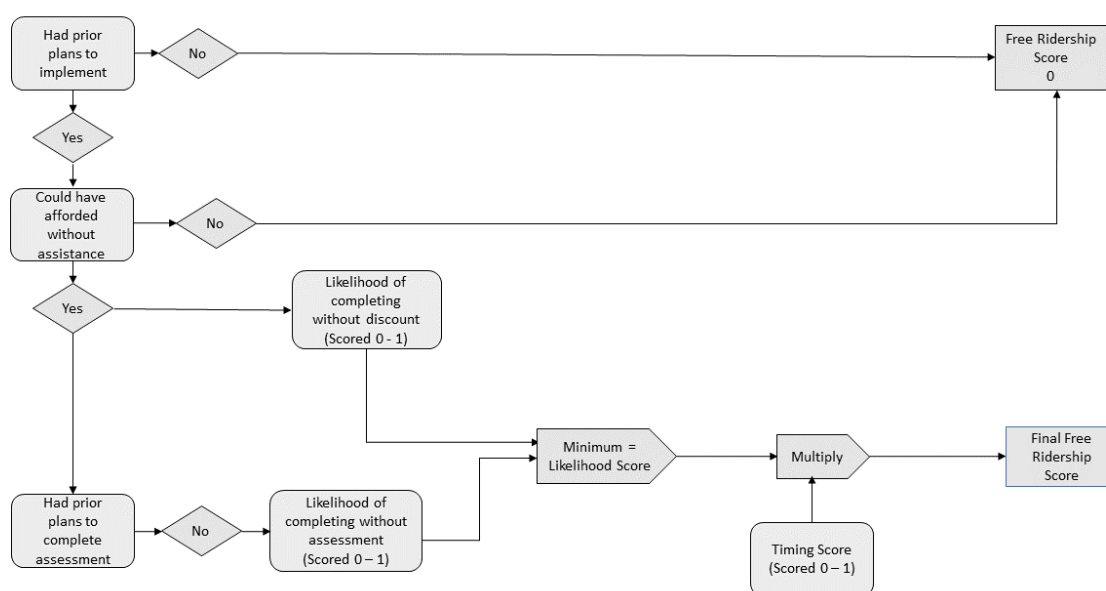 Had prior
plans to
implement
No
Free Ridership
Score
0
Yes
Could have
afforded
without
assistance
No
Yes
Likelihood of
completing
without discount
(Scored 0 - 1)
Minimum =
Likelihood Score
Multiply
Final Free
Ridership
Score
Had prior
plans to
complete
assessment
No
Likelihood of
completing without
assessment
(Scored 0 – 1)
Timing Score
(Scored 0 – 1)